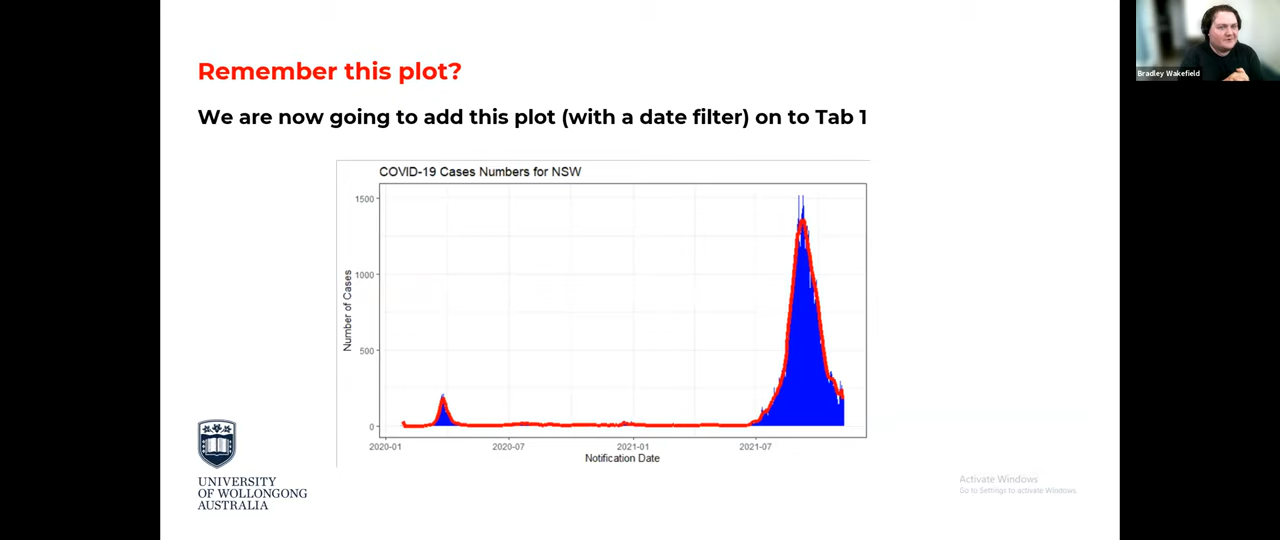 Remember this plot?
Bradley Wakefield
We are now going to add this plot (with a date filter) on to Tab 1
COVID-19 Cases Numbers for NSW
1500
1000
500
0
Number of Cases
2020-01
2020-07
2021-01
2021-07
Notification Date
UNIVERSITY
OF WOLLONGONG
AUSTRALIA
Activate Windows
Go to Settings to activate Windows.